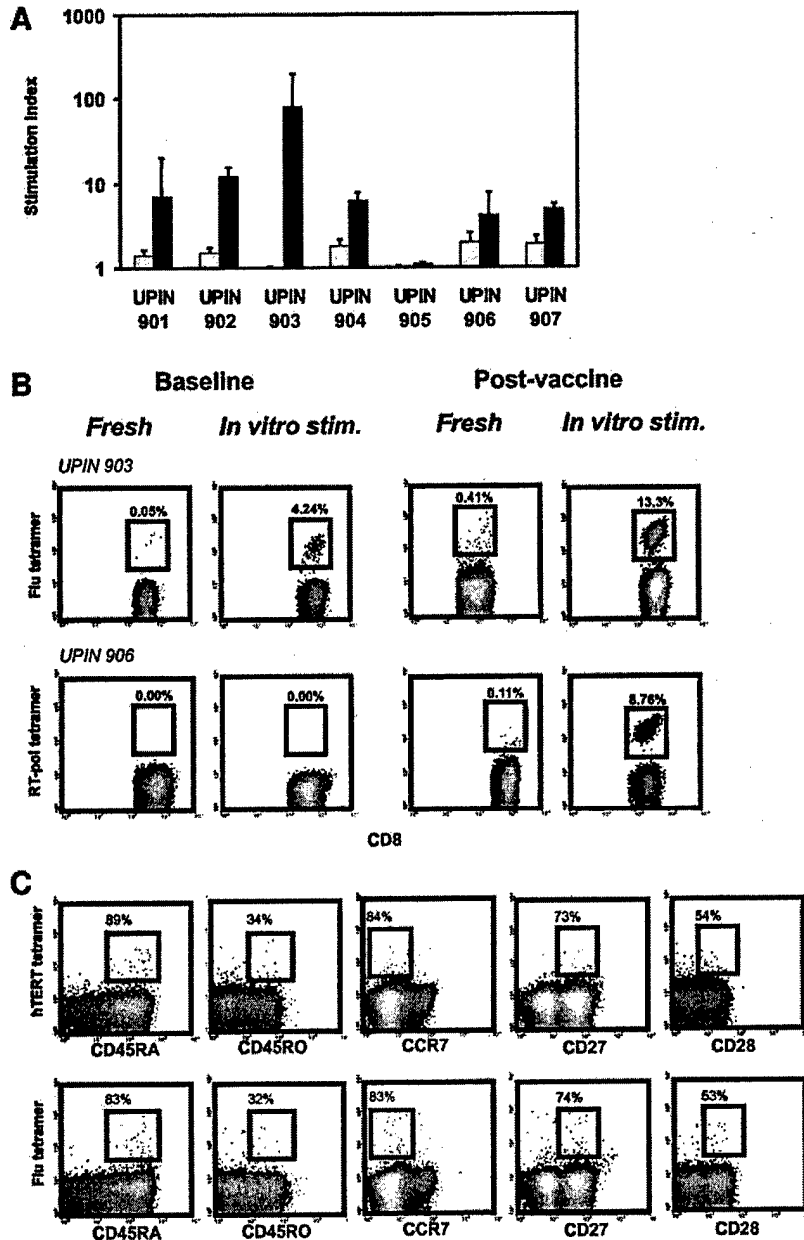 A
Stimulation Index
1000
100
10
1
UPIN 901
UPIN 902
UPIN 903
UPIN 904
UPIN 905
UPIN 906
UPIN 907
B
Baseline
Post-vaccine
Fresh
In vitro stim.
Fresh
In vitro stim.
UPIN 903
Flu tetramer
0.05%
4.24%
0.41%
13.3%
UPIN 906
RT-pol tetramer
0.00%
0.00%
0.11%
CD8
C
hTERT tetramer
89%
34%
84%
73%
54%
CD45RA
CD45RO
CCR7
CD27
CD28
Flu tetramer
83%
32%
83%
74%
53%
CD45RA
CD45RO
CCR7
CD27
CD28